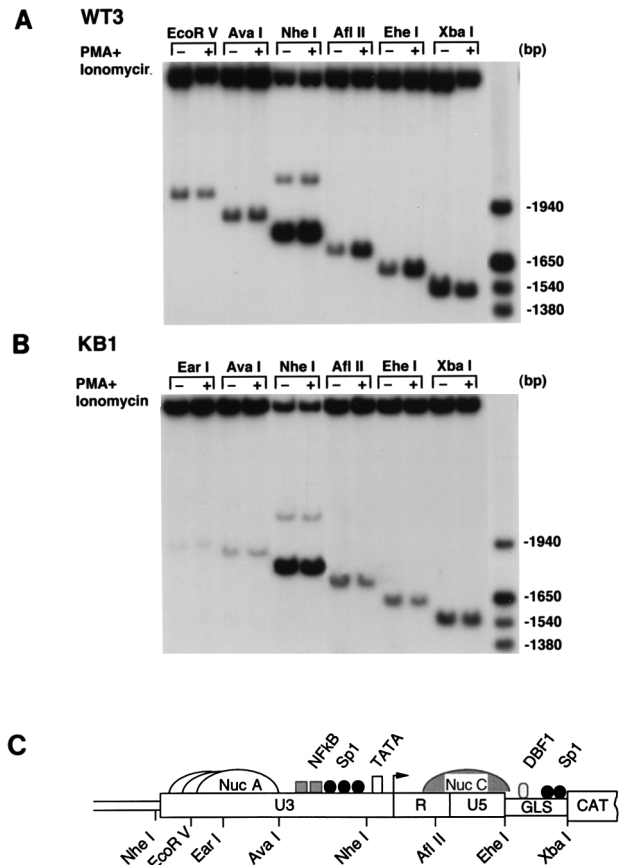 A WT3
EcoR V Ava I Nhe I Afl II Ehe I Xba I
PMA+ - + - + - + - + - + - + (bp)
Ionomycir.
-1940
-1650
-1540
-1380
B KB1
Ear I Ava I Nhe I Afl II Ehe I Xba I
PMA+ - + - + - + - + - + - + (bp)
Ionomycin
-1940
-1650
-1540
-1380
C
NFkB Sp1 TATA DBF1 Sp1
Nuc A Nuc C
U3 R U5 GLS CAT
Nhe I EcoR V Ear I Ava I Nhe I Afl II Ehe I Xba I